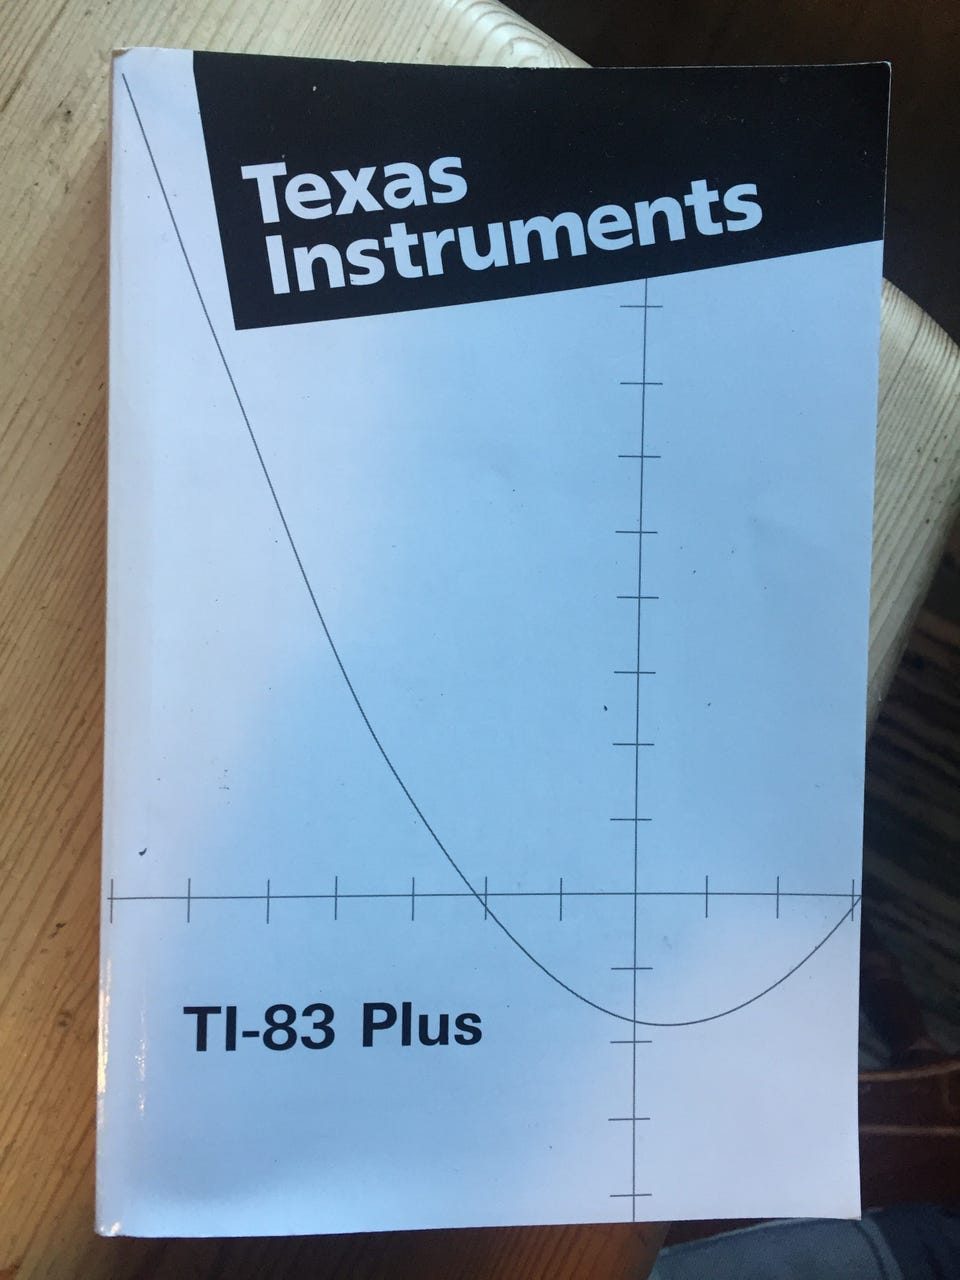 Texas
Instruments
TI-83 Plus